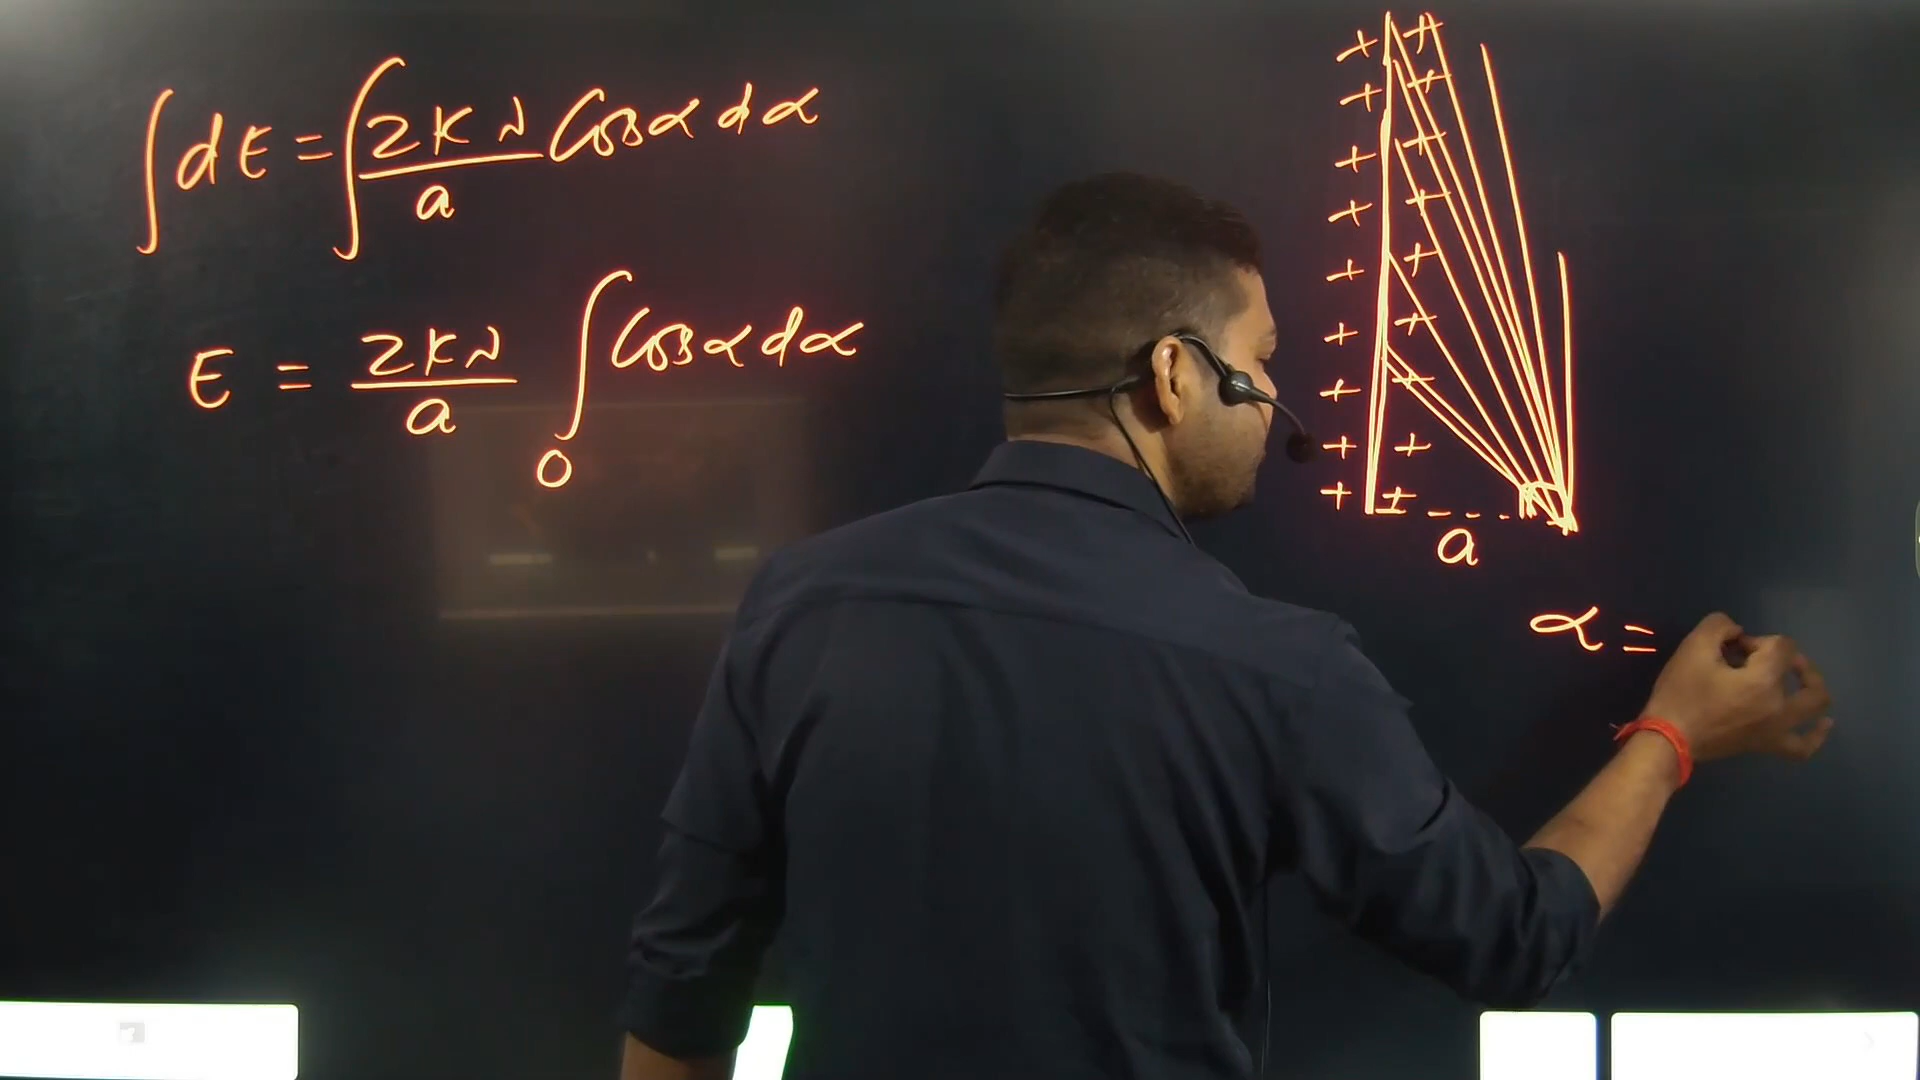 ∫dE = ∫ 2Kλ/a Cosα dα
E = 2Kλ/a ∫₀ Cosα dα
+ +
+ +
+ +
+ +
+ +
+ +
+ +
+ +
+ +
a
α =